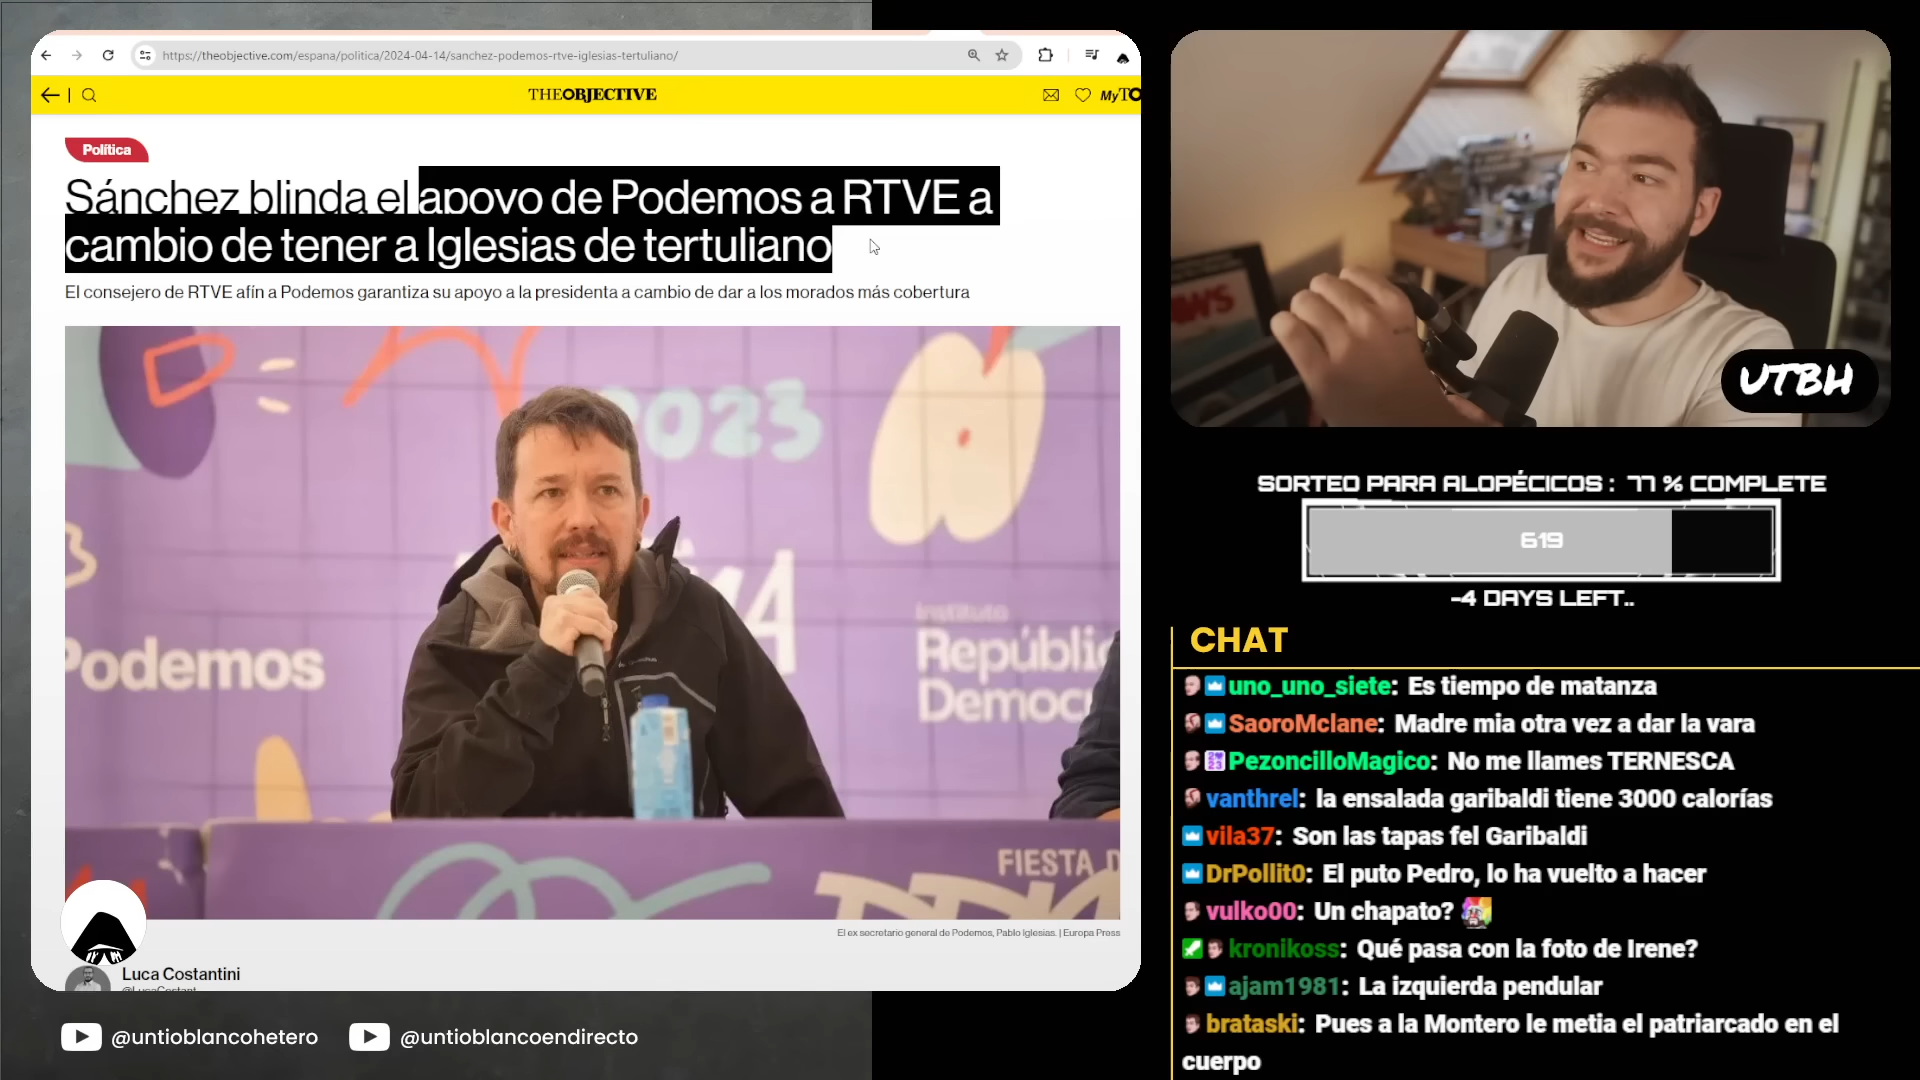 https://theobjective.com/espana/politica/2024-04-14/sanchez-podemos-rtve-iglesias-tertuliano/
THEOBJECTIVE
MyTO
Política
Sánchez blinda el apoyo de Podemos a RTVE a
cambio de tener a Iglesias de tertuliano
El consejero de RTVE afín a Podemos garantiza su apoyo a la presidenta a cambio de dar a los morados más cobertura
2023
Podemos
Instituto
Repúblic
Democr
FIESTA D
El ex secretario general de Podemos, Pablo Iglesias. | Europa Press
Luca Costantini
@LucaCostant
@untioblancohetero
@untioblancoendirecto
UTBH
SORTEO PARA ALOPÉCICOS : 77 % COMPLETE
619
-4 DAYS LEFT..
CHAT
uno_uno_siete: Es tiempo de matanza
SaoroMclane: Madre mia otra vez a dar la vara
PezoncilloMagico: No me llames TERNESCA
vanthrel: la ensalada garibaldi tiene 3000 calorías
vila37: Son las tapas fel Garibaldi
DrPollit0: El puto Pedro, lo ha vuelto a hacer
vulko00: Un chapato?
kronikoss: Qué pasa con la foto de Irene?
ajam1981: La izquierda pendular
brataski: Pues a la Montero le metia el patriarcado en el
cuerpo